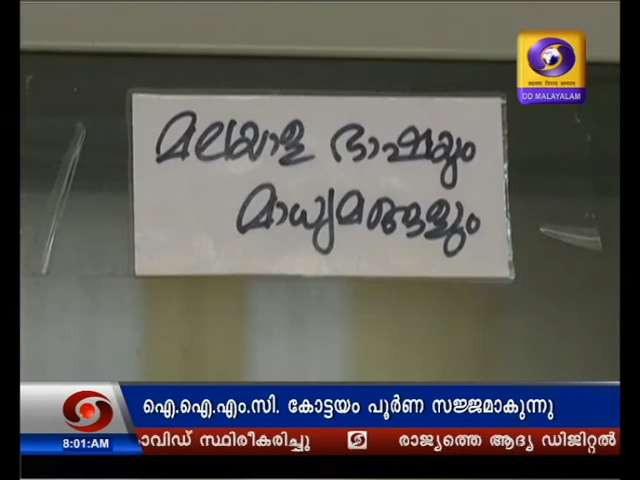 DD MALAYALAM
മലയാള ഭാഷയും
മാധ്യമങ്ങളും
ഐ.ഐ.എം.സി. കോട്ടയം പൂർണ സജ്ജമാകുന്നു
8:01:AM
സ്ഥിരീകരിച്ചു രാജ്യത്തെ ആദ്യ ഡിജിറ്റൽ